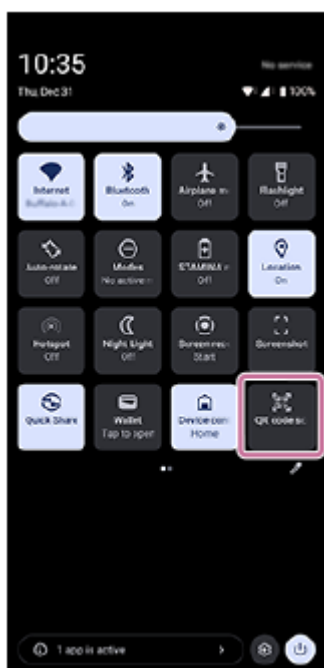 10:35
No service
Thu, Dec 31
100%
Internet
Bluetooth
On
Airplane m
Off
Flashlight
Off
Auto-rotate
Off
Modes
No active m
STAMINA
Off
Location
On
Hotspot
Off
Night Light
Off
Screen rec
Start
Screenshot
Quick Share
Wallet
Tap to open
Device con
Home
QR code sc
1 app is active